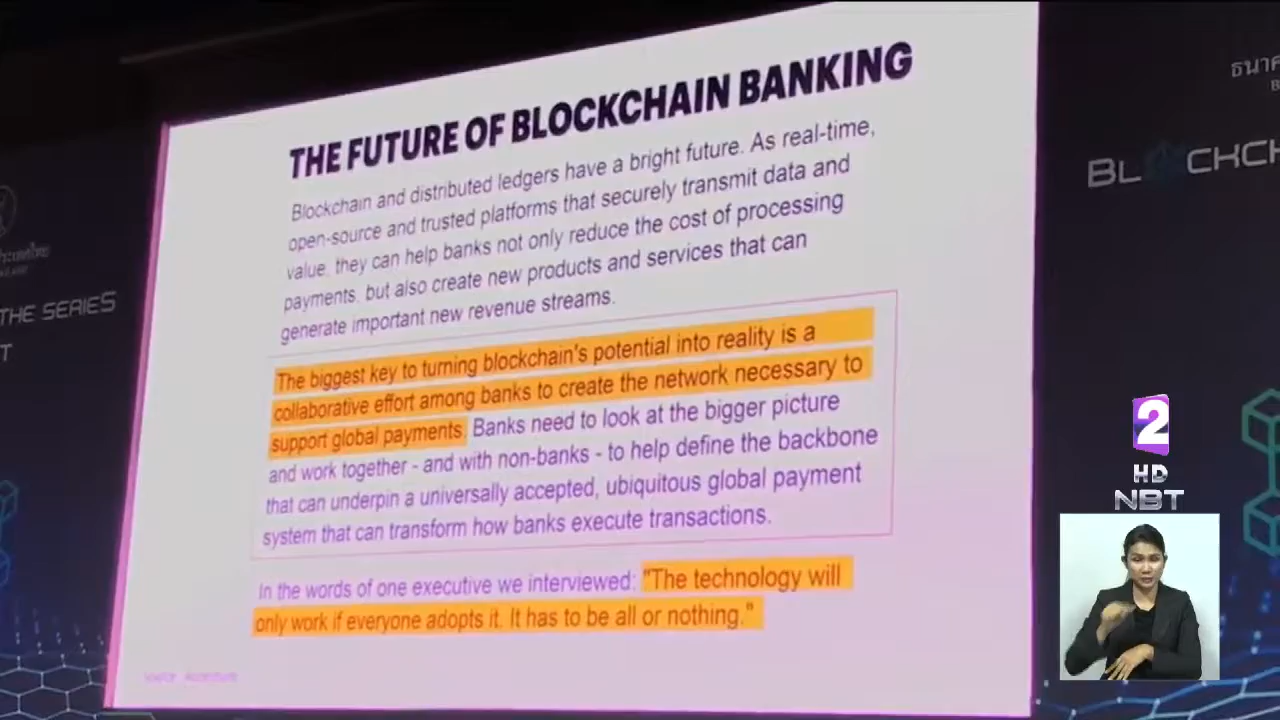 THE FUTURE OF BLOCKCHAIN BANKING
Blockchain and distributed ledgers have a bright future. As real-time,
open-source and trusted platforms that securely transmit data and
value, they can help banks not only reduce the cost of processing
payments, but also create new products and services that can
generate important new revenue streams.
The biggest key to turning blockchain's potential into reality is a
collaborative effort among banks to create the network necessary to
support global payments. Banks need to look at the bigger picture
and work together - and with non-banks - to help define the backbone
that can underpin a universally accepted, ubiquitous global payment
system that can transform how banks execute transactions.
In the words of one executive we interviewed: "The technology will
only work if everyone adopts it. It has to be all or nothing."
Source: Accenture
THE SERIES
T
ธนาค
B
BLOCKCH
2
HD
NBT